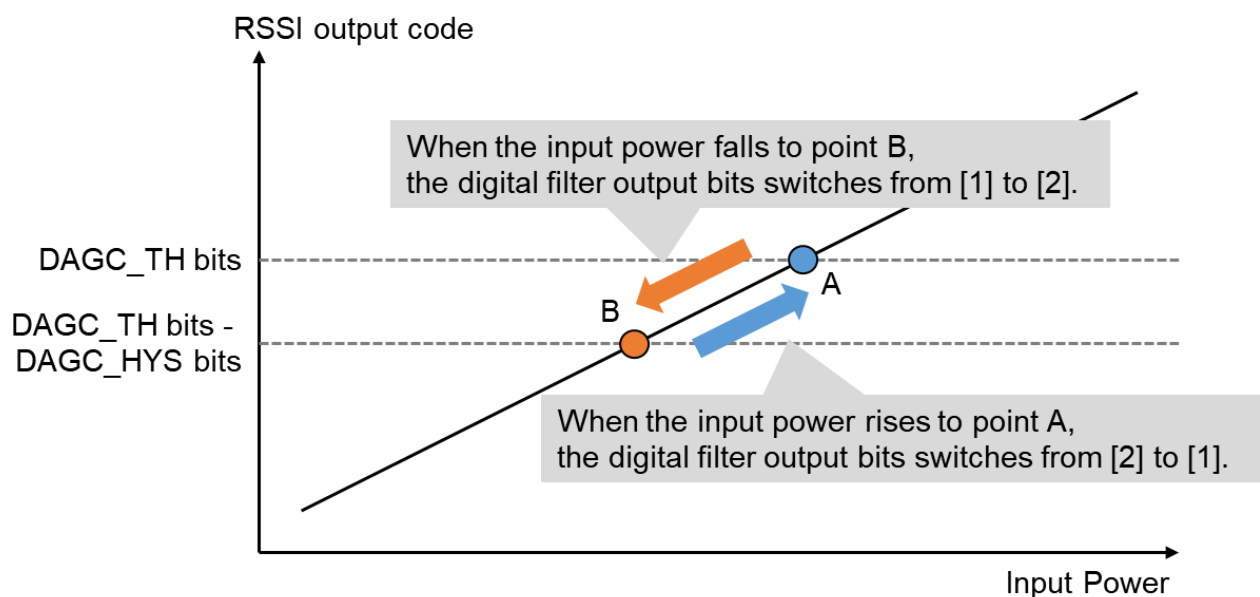 RSSI output code
When the input power falls to point B,
the digital filter output bits switches from [1] to [2].
DAGC_TH bits
A
B
DAGC_TH bits -
DAGC_HYS bits
When the input power rises to point A,
the digital filter output bits switches from [2] to [1].
Input Power